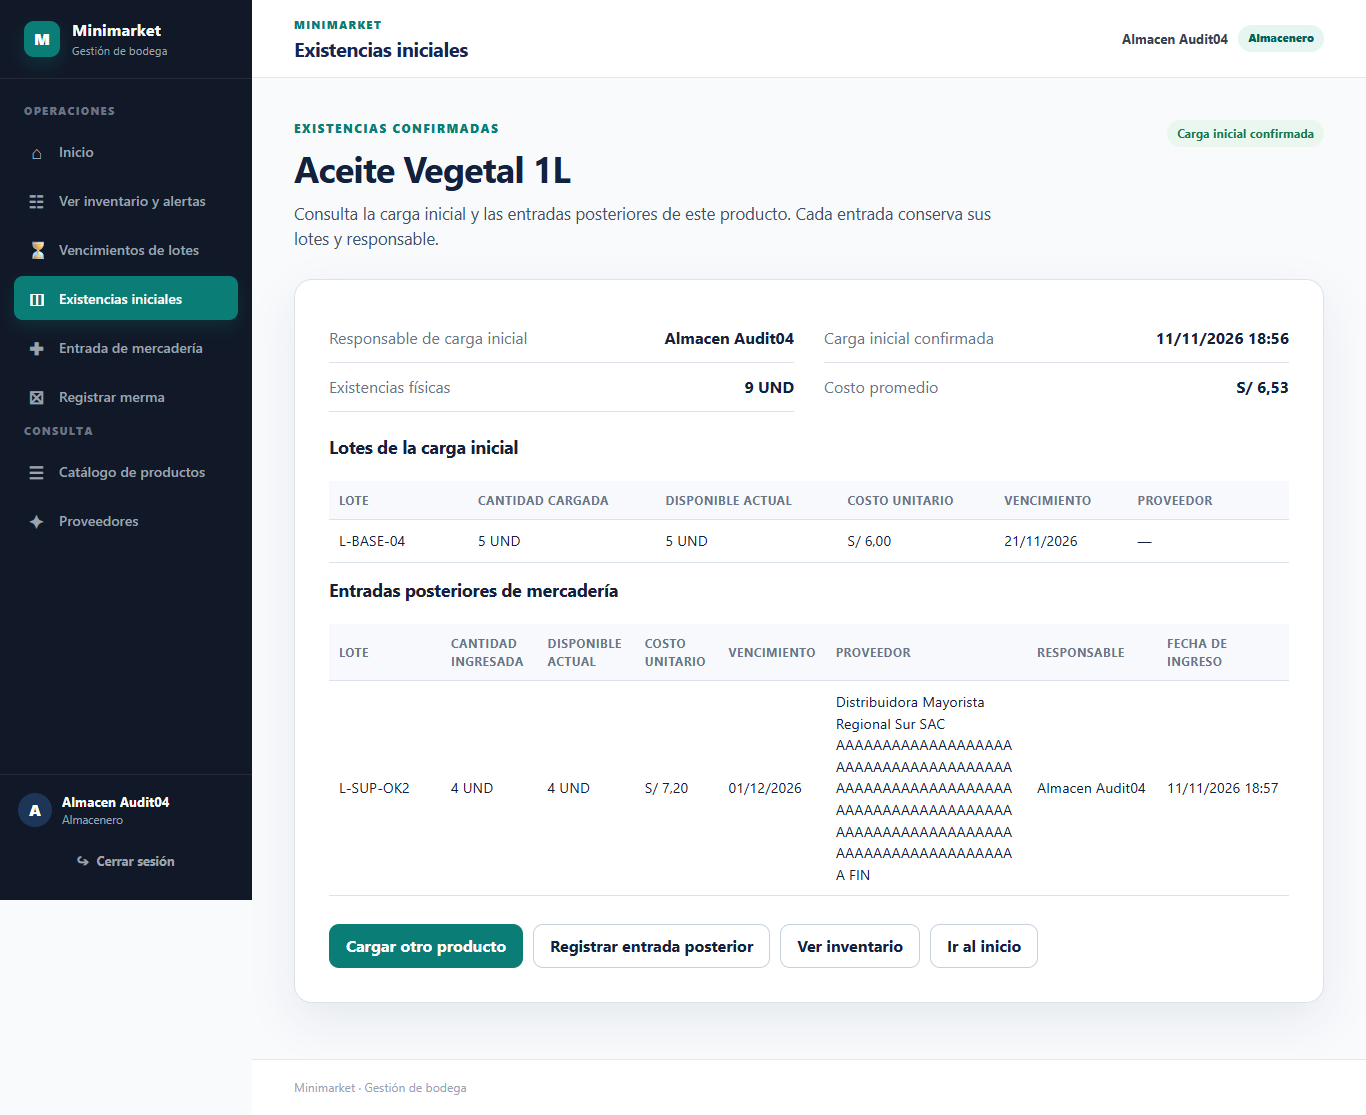 M
Minimarket
Gestión de bodega
OPERACIONES
Inicio
Ver inventario y alertas
Vencimientos de lotes
Existencias iniciales
Entrada de mercadería
Registrar merma
CONSULTA
Catálogo de productos
Proveedores
A
Almacen Audit04
Almacenero
Cerrar sesión
MINIMARKET
Existencias iniciales
Almacen Audit04
Almacenero
EXISTENCIAS CONFIRMADAS
Carga inicial confirmada
Aceite Vegetal 1L
Consulta la carga inicial y las entradas posteriores de este producto. Cada entrada conserva sus
lotes y responsable.
Responsable de carga inicial Almacen Audit04
Carga inicial confirmada 11/11/2026 18:56
Existencias físicas 9 UND
Costo promedio S/ 6,53
Lotes de la carga inicial
LOTE CANTIDAD CARGADA DISPONIBLE ACTUAL COSTO UNITARIO VENCIMIENTO PROVEEDOR
L-BASE-04 5 UND 5 UND S/ 6,00 21/11/2026 —
Entradas posteriores de mercadería
LOTE CANTIDAD INGRESADA DISPONIBLE ACTUAL COSTO UNITARIO VENCIMIENTO PROVEEDOR RESPONSABLE FECHA DE INGRESO
L-SUP-OK2 4 UND 4 UND S/ 7,20 01/12/2026
Distribuidora Mayorista
Regional Sur SAC
AAAAAAAAAAAAAAAAAAA
AAAAAAAAAAAAAAAAAAA
AAAAAAAAAAAAAAAAAAA
AAAAAAAAAAAAAAAAAAA
AAAAAAAAAAAAAAAAAAA
AAAAAAAAAAAAAAAAAAA
A FIN
Almacen Audit04 11/11/2026 18:57
Cargar otro producto
Registrar entrada posterior
Ver inventario
Ir al inicio
Minimarket · Gestión de bodega